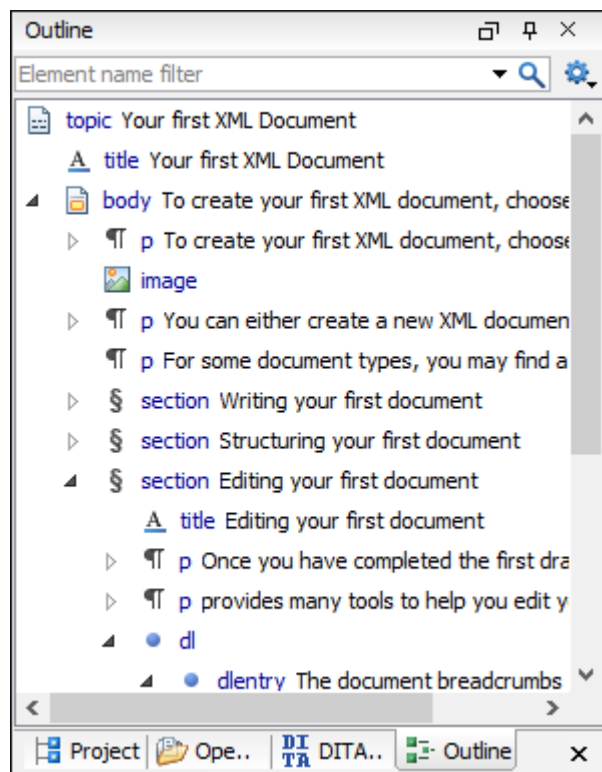 Outline
Element name filter
topic Your first XML Document
A title Your first XML Document
body To create your first XML document, choose
¶ p To create your first XML document, choose
image
¶ p You can either create a new XML documen
¶ p For some document types, you may find a
§ section Writing your first document
§ section Structuring your first document
§ section Editing your first document
A title Editing your first document
¶ p Once you have completed the first dra
¶ p provides many tools to help you edit y
dl
dlentry The document breadcrumbs
Project Ope.. DITA DITA.. Outline